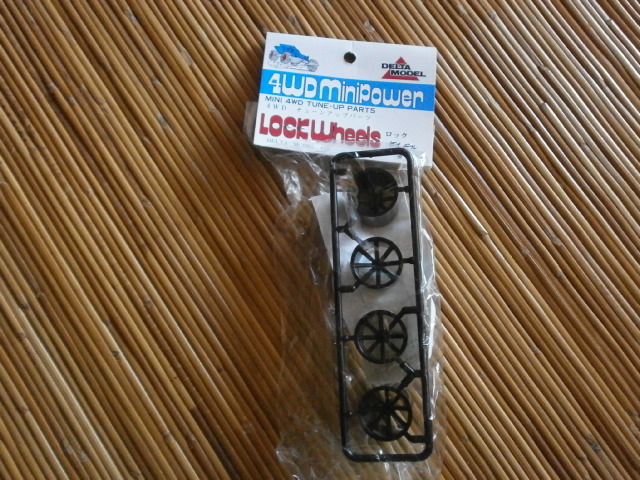 DELTA
MODEL
4WD minipower
MINI 4WD TUNE-UP PARTS
4WD チューンアップパーツ
Lock Wheels ロック